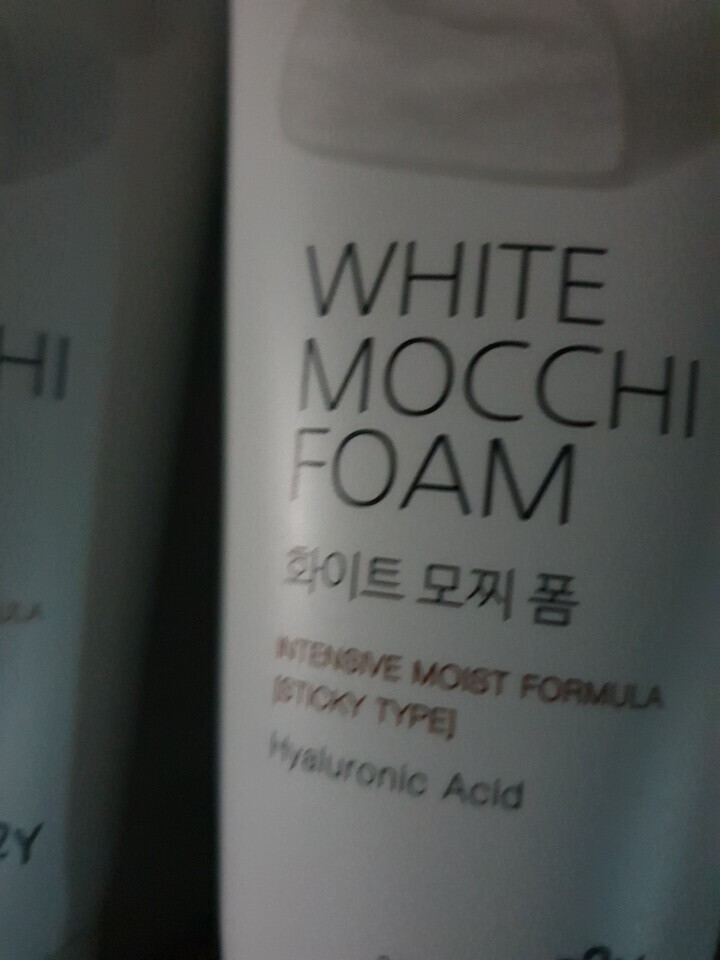 WHITE
MOCCHI
FOAM
화이트 모찌 폼
INTENSIVE MOIST FORMULA
[STICKY TYPE]
Hyaluronic Acid